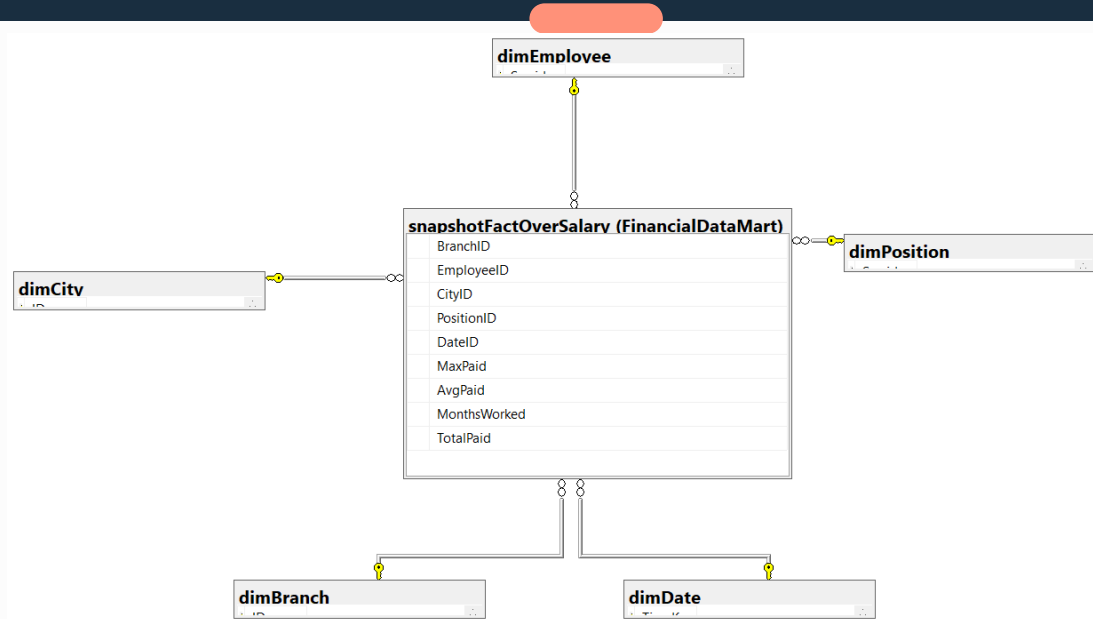 dimEmployee
snapshotFactOverSalary (FinancialDataMart)
BranchID
EmployeeID
CityID
PositionID
DateID
MaxPaid
AvgPaid
MonthsWorked
TotalPaid
dimPosition
dimCity
dimBranch
dimDate